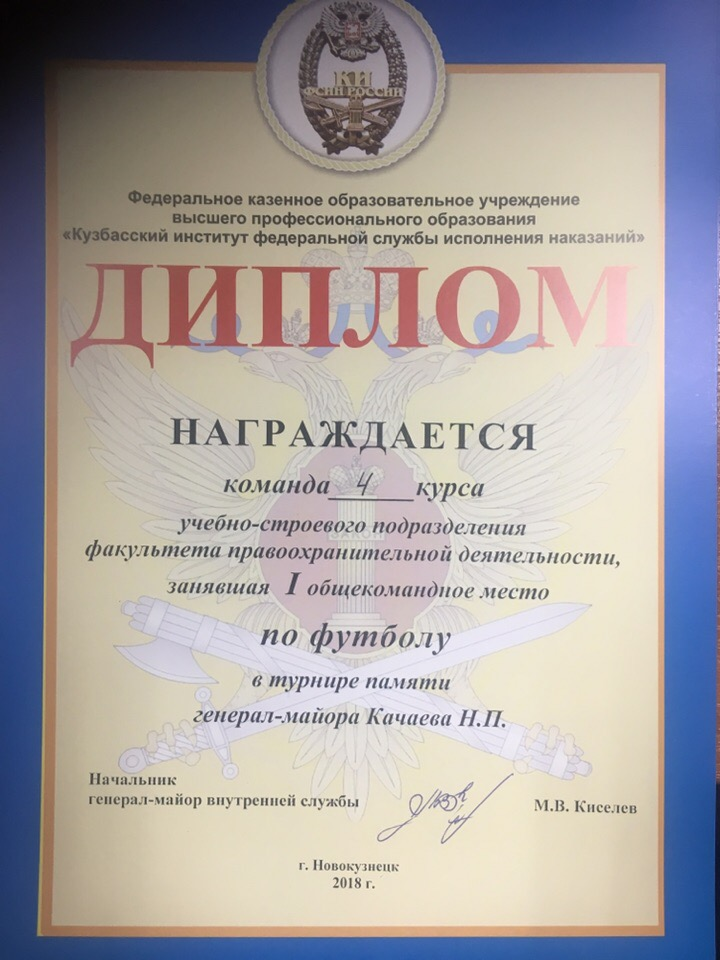 КИ
ФСИН РОССИИ
Федеральное казенное образовательное учреждение
высшего профессионального образования
«Кузбасский институт федеральной службы исполнения наказаний»
ДИПЛОМ
НАГРАЖДАЕТСЯ
команда 4 курса
учебно-строевого подразделения
факультета правоохранительной деятельности,
занявшая I общекомандное место
по футболу
в турнире памяти
генерал-майора Качаева Н.П.
Начальник
генерал-майор внутренней службы
М.В. Киселев
г. Новокузнецк
2018 г.